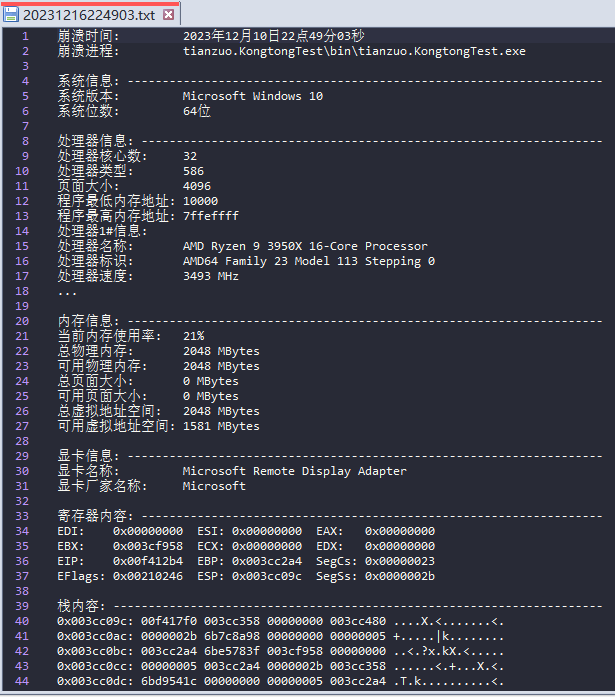 20231216224903.txt
1 崩溃时间: 2023年12月10日22点49分03秒
2 崩溃进程: tianzuo.KongtongTest\bin\tianzuo.KongtongTest.exe
3
4 系统信息: --------------------------------------------------------------------
5 系统版本: Microsoft Windows 10
6 系统位数: 64位
7
8 处理器信息: ------------------------------------------------------------------
9 处理器核心数: 32
10 处理器类型: 586
11 页面大小: 4096
12 程序最低内存地址: 10000
13 程序最高内存地址: 7ffeffff
14 处理器1#信息:
15 处理器名称: AMD Ryzen 9 3950X 16-Core Processor
16 处理器标识: AMD64 Family 23 Model 113 Stepping 0
17 处理器速度: 3493 MHz
18 ...
19
20 内存信息: --------------------------------------------------------------------
21 当前内存使用率: 21%
22 总物理内存: 2048 MBytes
23 可用物理内存: 2048 MBytes
24 总页面大小: 0 MBytes
25 可用页面大小: 0 MBytes
26 总虚拟地址空间: 2048 MBytes
27 可用虚拟地址空间: 1581 MBytes
28
29 显卡信息: --------------------------------------------------------------------
30 显卡名称: Microsoft Remote Display Adapter
31 显卡厂家名称: Microsoft
32
33 寄存器内容: ------------------------------------------------------------------
34 EDI: 0x00000000 ESI: 0x00000000 EAX: 0x00000000
35 EBX: 0x003cf958 ECX: 0x00000000 EDX: 0x00000000
36 EIP: 0x00f412b4 EBP: 0x003cc2a4 SegCs: 0x00000023
37 EFlags: 0x00210246 ESP: 0x003cc09c SegSs: 0x0000002b
38
39 栈内容: ----------------------------------------------------------------------
40 0x003cc09c: 00f417f0 003cc358 00000000 003cc480 ....X.<.......<.
41 0x003cc0ac: 0000002b 6b7c8a98 00000000 00000005 +.....|k........
42 0x003cc0bc: 003cc2a4 6be5783f 003cf958 00000000 ..<.?x.kX.<.....
43 0x003cc0cc: 00000005 003cc2a4 0000002b 003cc358 ......<.+...X.<.
44 0x003cc0dc: 6bd9541c 00000000 00000005 003cc2a4 .T.k..........<.